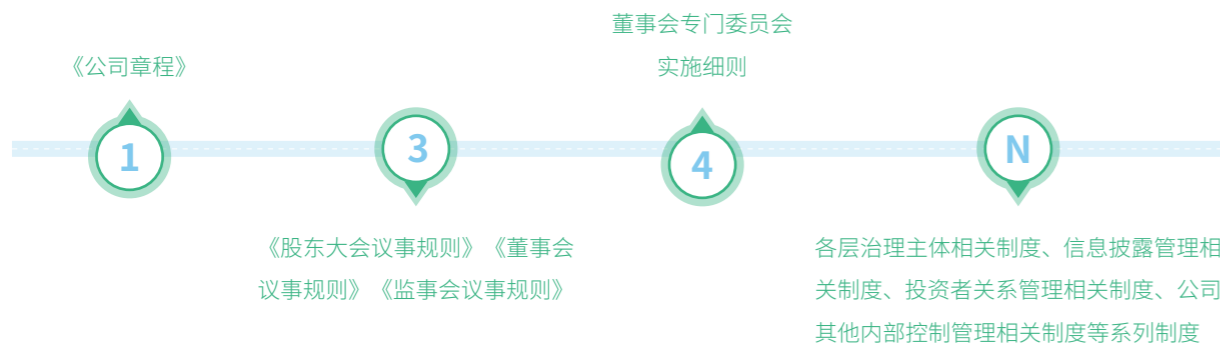 《公司章程》
1
3
《股东大会议事规则》《董事会
议事规则》《监事会议事规则》
董事会专门委员会
实施细则
4
N
各层治理主体相关制度、信息披露管理相
关制度、投资者关系管理相关制度、公司
其他内部控制管理相关制度等系列制度